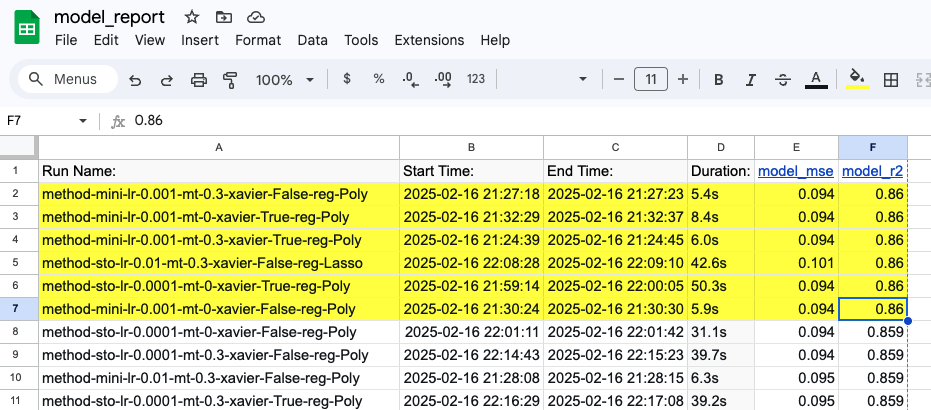 model_report
File Edit View Insert Format Data Tools Extensions Help
Menus 100% $ % .0 .00 123 11 B I S A
F7 fx 0.86
A B C D E F
1 Run Name: Start Time: End Time: Duration: model_mse model_r2
2 method-mini-lr-0.001-mt-0.3-xavier-False-reg-Poly 2025-02-16 21:27:18 2025-02-16 21:27:23 5.4s 0.094 0.86
3 method-mini-lr-0.001-mt-0-xavier-True-reg-Poly 2025-02-16 21:32:29 2025-02-16 21:32:37 8.4s 0.094 0.86
4 method-mini-lr-0.001-mt-0.3-xavier-True-reg-Poly 2025-02-16 21:24:39 2025-02-16 21:24:45 6.0s 0.094 0.86
5 method-sto-lr-0.01-mt-0.3-xavier-False-reg-Lasso 2025-02-16 22:08:28 2025-02-16 22:09:10 42.6s 0.101 0.86
6 method-sto-lr-0.0001-mt-0-xavier-True-reg-Poly 2025-02-16 21:59:14 2025-02-16 22:00:05 50.3s 0.094 0.86
7 method-mini-lr-0.001-mt-0-xavier-False-reg-Poly 2025-02-16 21:30:24 2025-02-16 21:30:30 5.9s 0.094 0.86
8 method-sto-lr-0.0001-mt-0-xavier-False-reg-Poly 2025-02-16 22:01:11 2025-02-16 22:01:42 31.1s 0.094 0.859
9 method-sto-lr-0.0001-mt-0.3-xavier-False-reg-Poly 2025-02-16 22:14:43 2025-02-16 22:15:23 39.7s 0.094 0.859
10 method-mini-lr-0.01-mt-0.3-xavier-False-reg-Poly 2025-02-16 21:28:08 2025-02-16 21:28:15 6.3s 0.095 0.859
11 method-sto-lr-0.0001-mt-0.3-xavier-True-reg-Poly 2025-02-16 22:16:29 2025-02-16 22:17:08 39.2s 0.095 0.859